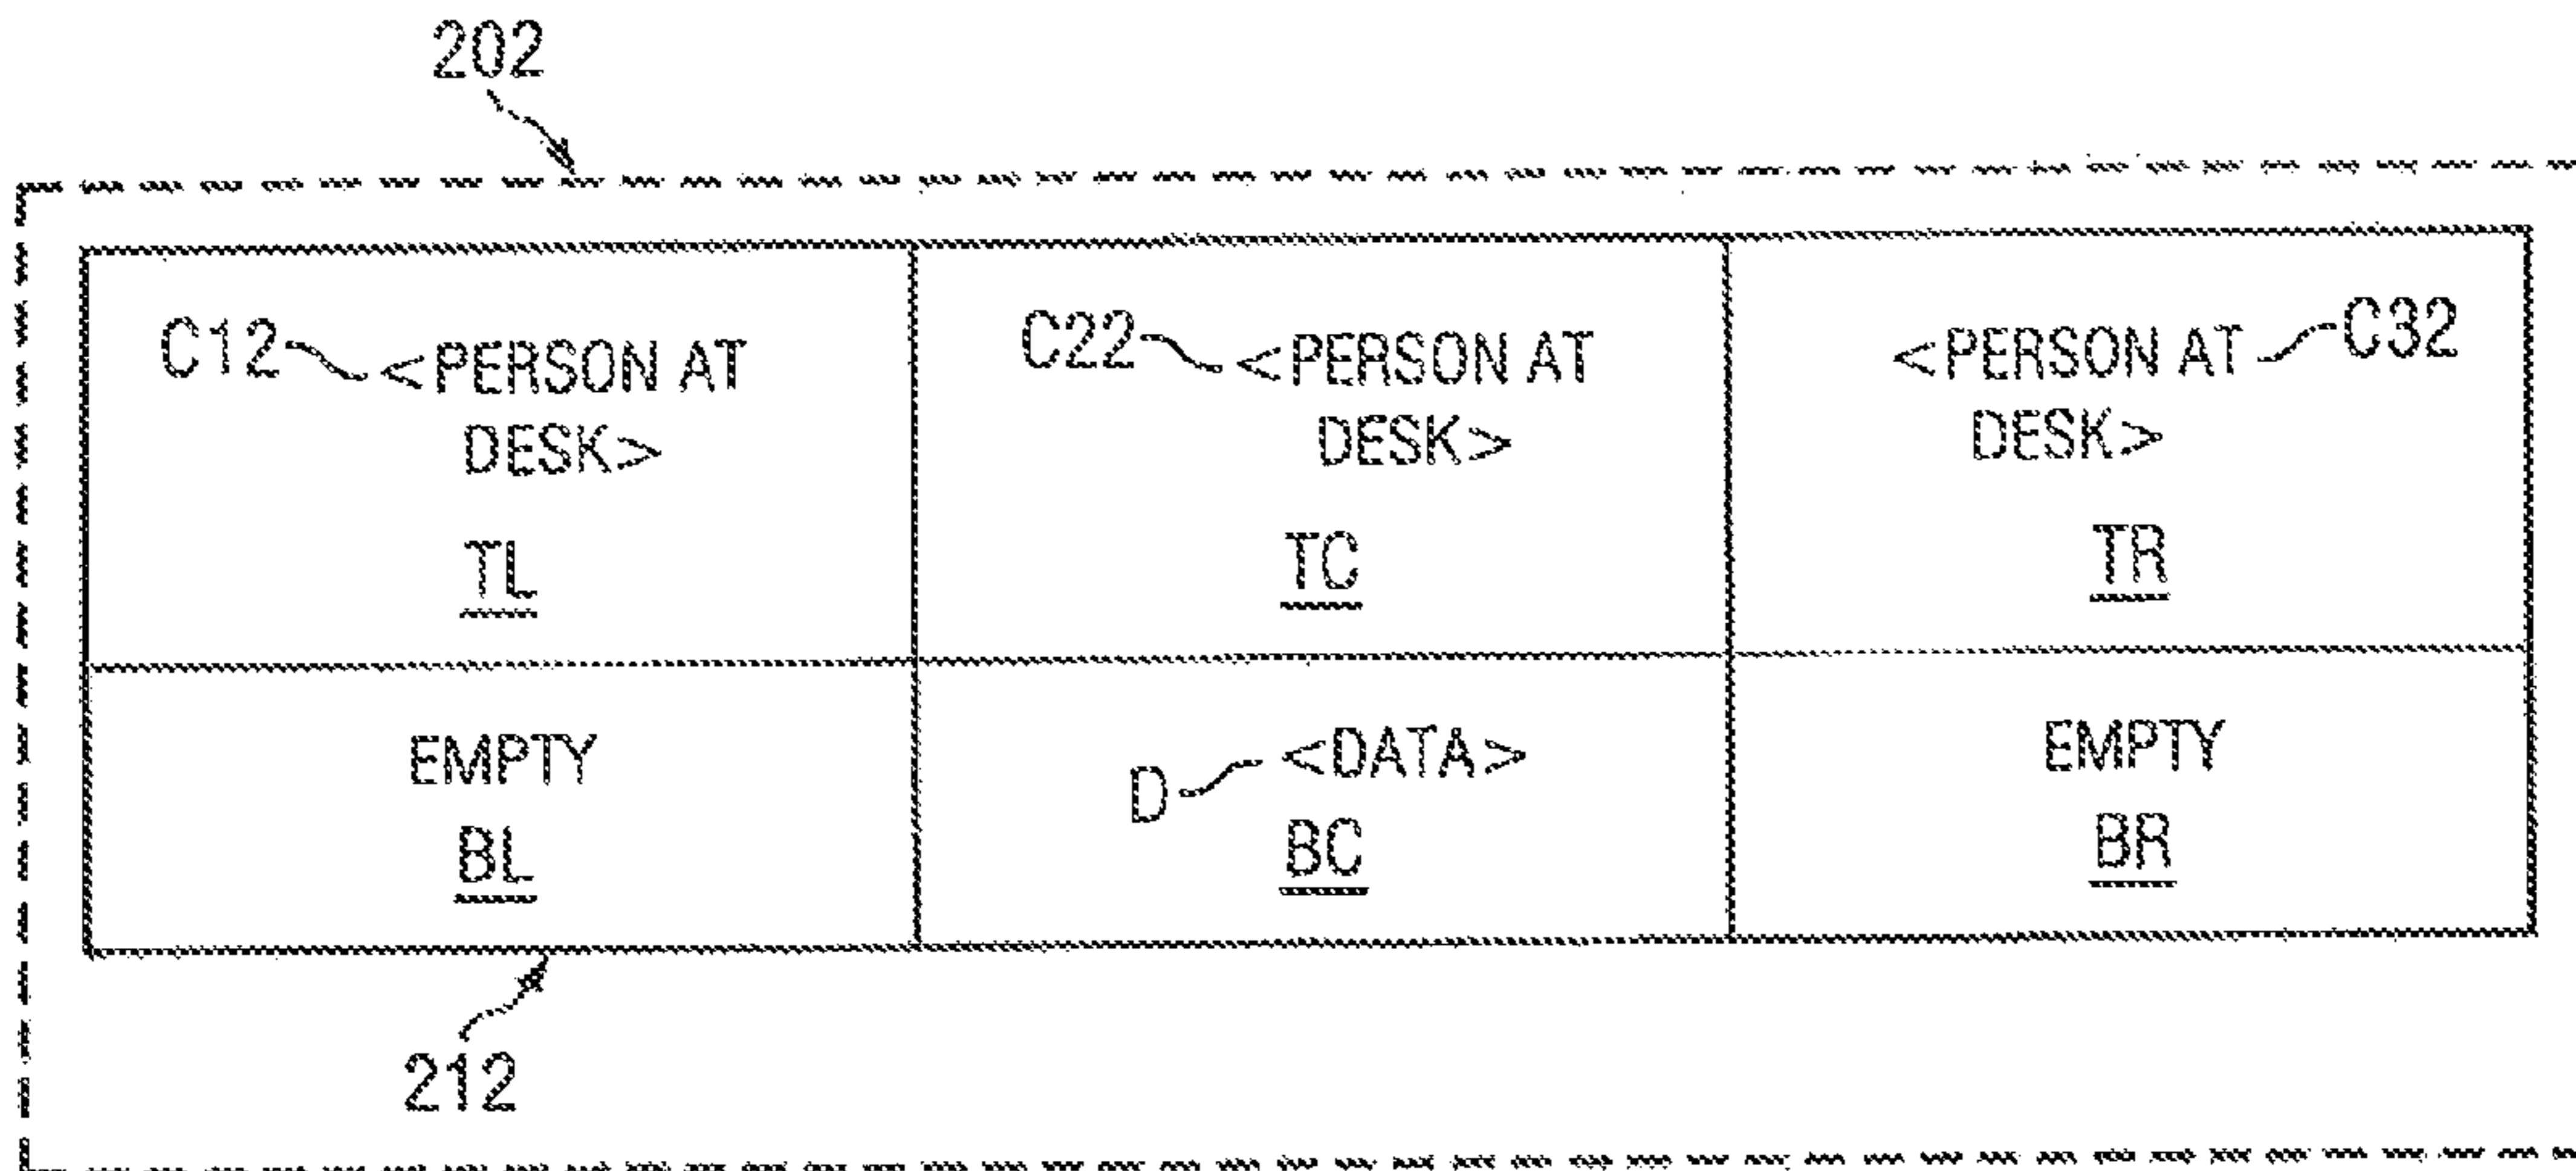 202
C12 <PERSON AT
DESK>
TL
C22 <PERSON AT
DESK>
TC
<PERSON AT C32
DESK>
TR
EMPTY
BL
D <DATA>
BC
EMPTY
BR
212